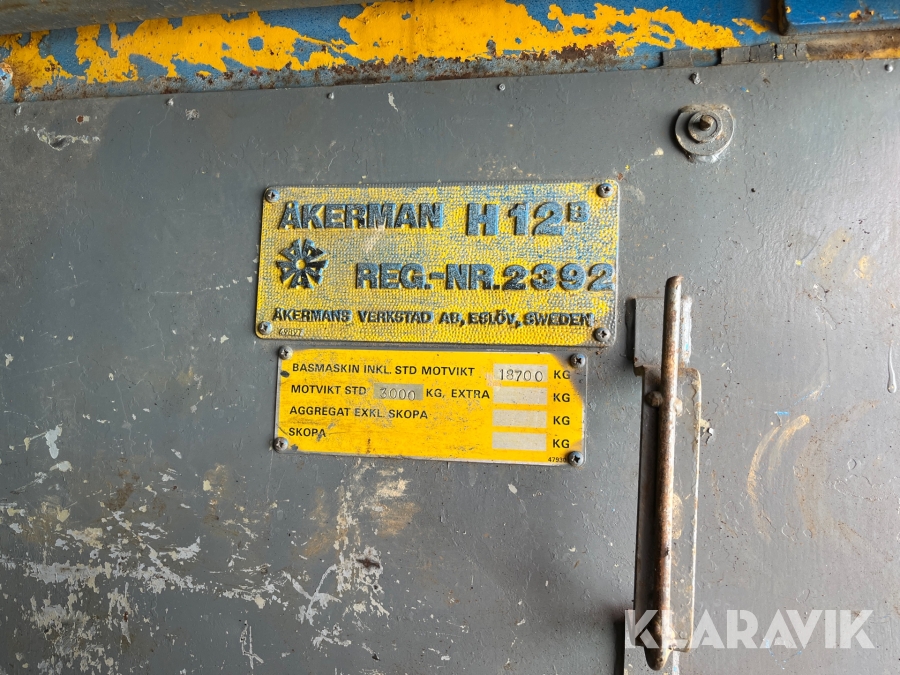 ÅKERMAN H12B
REG.-NR. 2392
ÅKERMANS VERKSTAD AB, ESLÖV, SWEDEN
BASMASKIN INKL. STD MOTVIKT 18700 KG
MOTVIKT STD 3000 KG, EXTRA KG
AGGREGAT EXKL. SKOPA KG
SKOPA KG
KLARAVIK